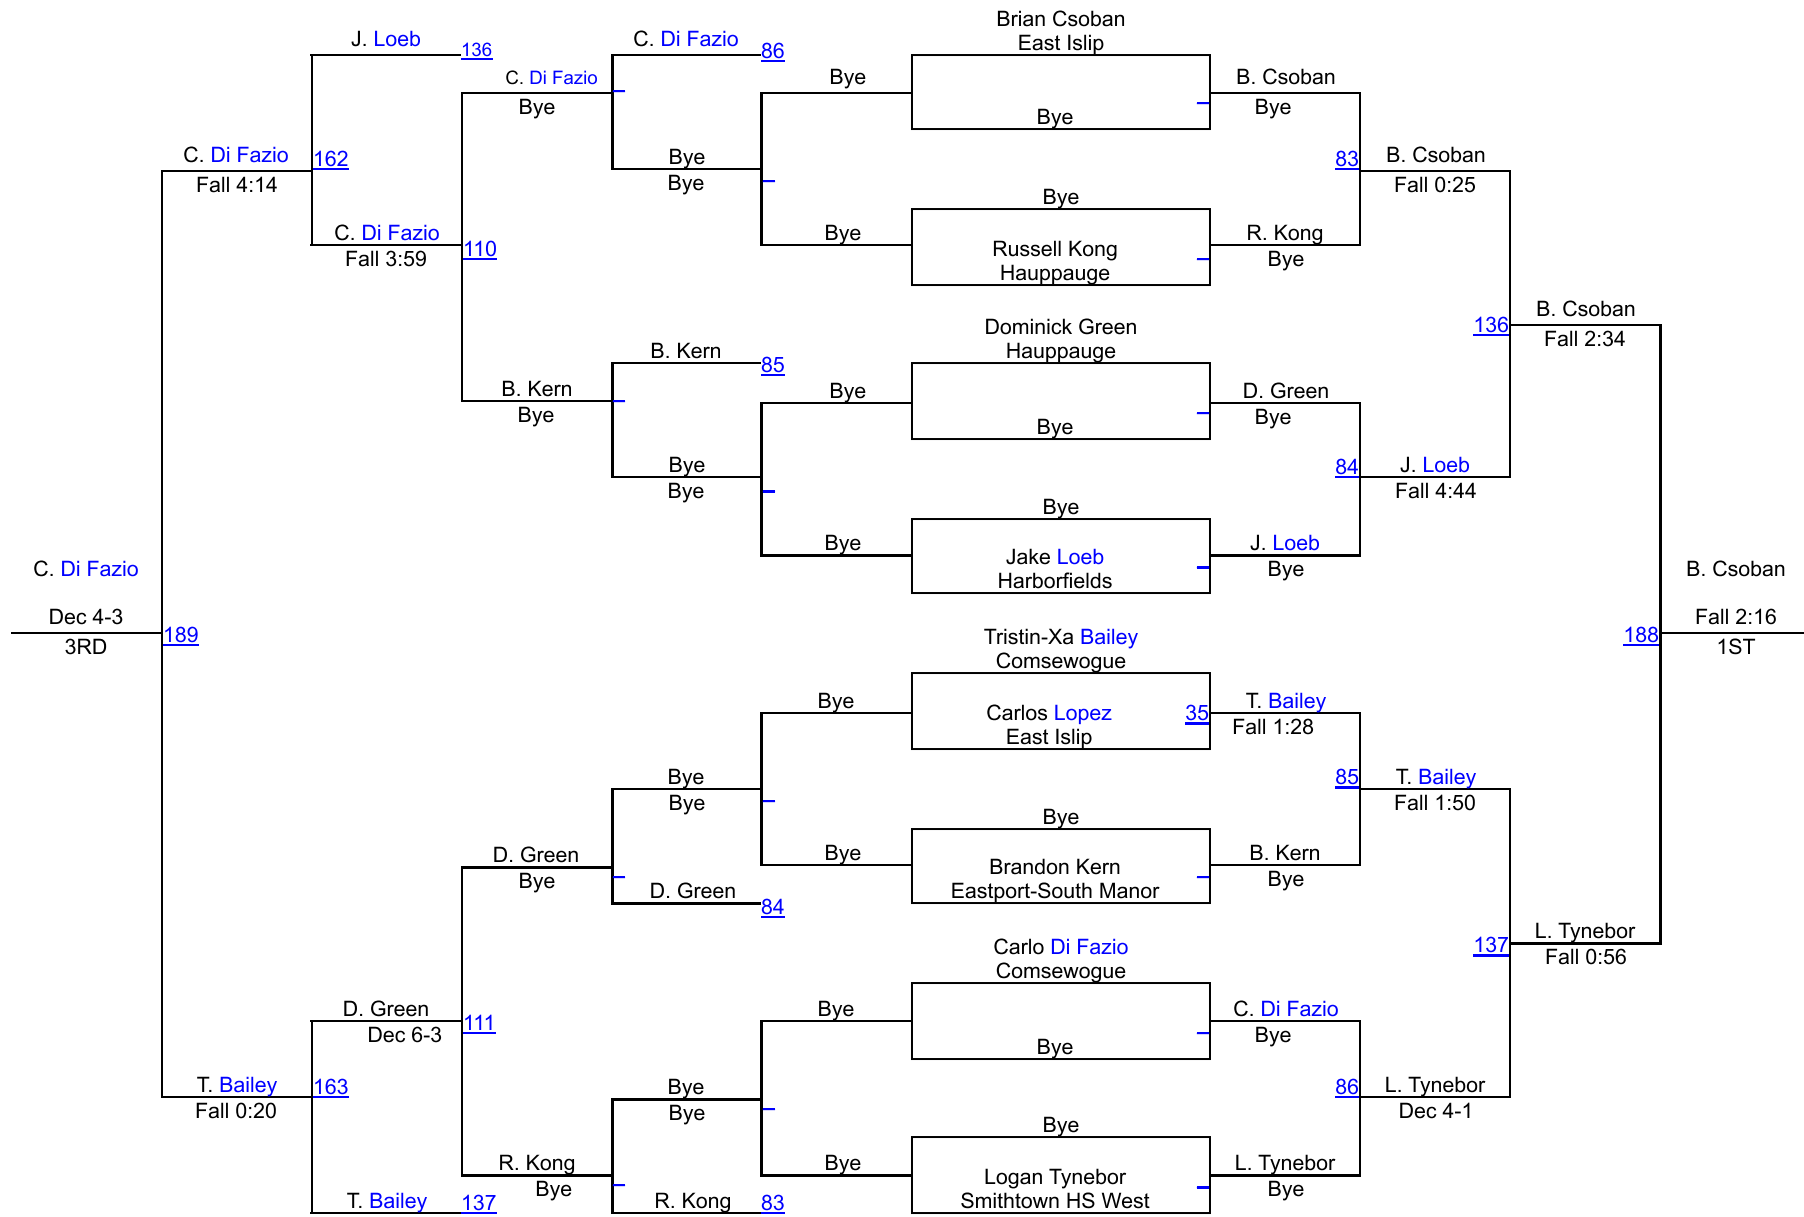 Brian Csoban
J. Loeb
C. Di Fazio
East Islip
136
86
C. Di Fazio
Bye
B. Csoban
Bye
Bye
Bye
C. Di Fazio
162
Bye
83
B. Csoban
Fall 4:14
Bye
Fall 0:25
Bye
C. Di Fazio
Bye
R. Kong
110
Russell Kong
Fall 3:59
Bye
Hauppauge
B. Csoban
136
Dominick Green
Fall 2:34
B. Kern
Hauppauge
85
B. Kern
Bye
D. Green
Bye
Bye
Bye
Bye
84
J. Loeb
Bye
Fall 4:44
Bye
Bye
J. Loeb
Jake Loeb
C. Di Fazio
Bye
B. Csoban
Harborfields
Dec 4-3
Fall 2:16
189
Tristin-Xa Bailey
188
3RD
1ST
Comsewogue
Bye
Carlos Lopez
35
T. Bailey
East Islip
Fall 1:28
Bye
85
T. Bailey
Bye
Fall 1:50
Bye
D. Green
Bye
B. Kern
Brandon Kern
Bye
Bye
D. Green
Eastport-South Manor
84
L. Tynebor
Carlo Di Fazio
137
Fall 0:56
Comsewogue
D. Green
Bye
C. Di Fazio
111
Dec 6-3
Bye
Bye
T. Bailey
163
Bye
86
L. Tynebor
Fall 0:20
Bye
Dec 4-1
Bye
R. Kong
Bye
L. Tynebor
Logan Tynebor
Bye
Bye
T. Bailey
137
R. Kong
83
Smithtown HS West